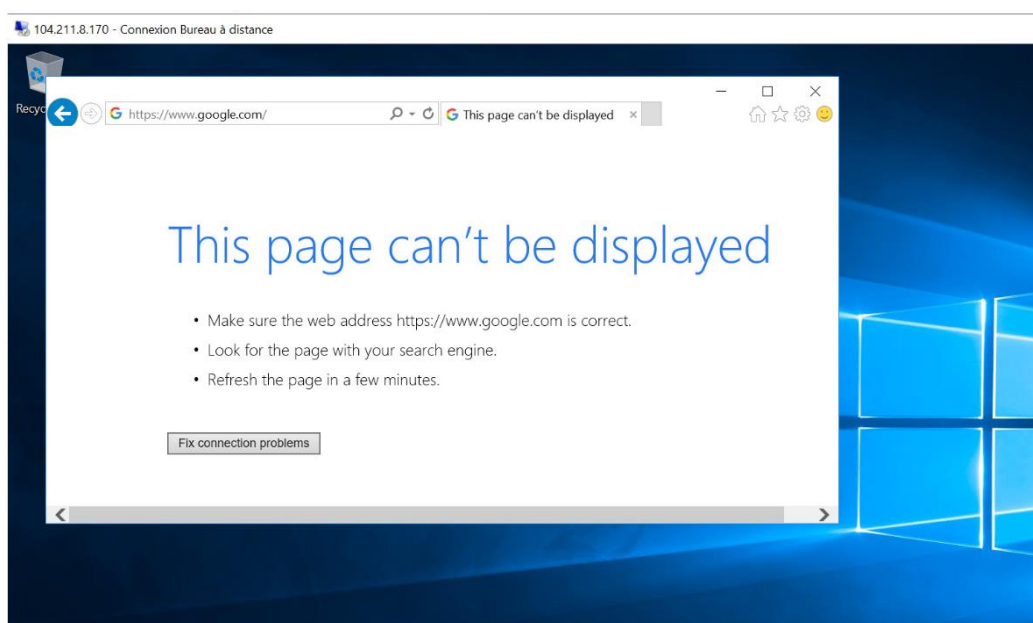 104.211.8.170 - Connexion Bureau à distance
Recyc
https://www.google.com/
This page can't be displayed
This page can't be displayed
• Make sure the web address https://www.google.com is correct.
• Look for the page with your search engine.
• Refresh the page in a few minutes.
Fix connection problems